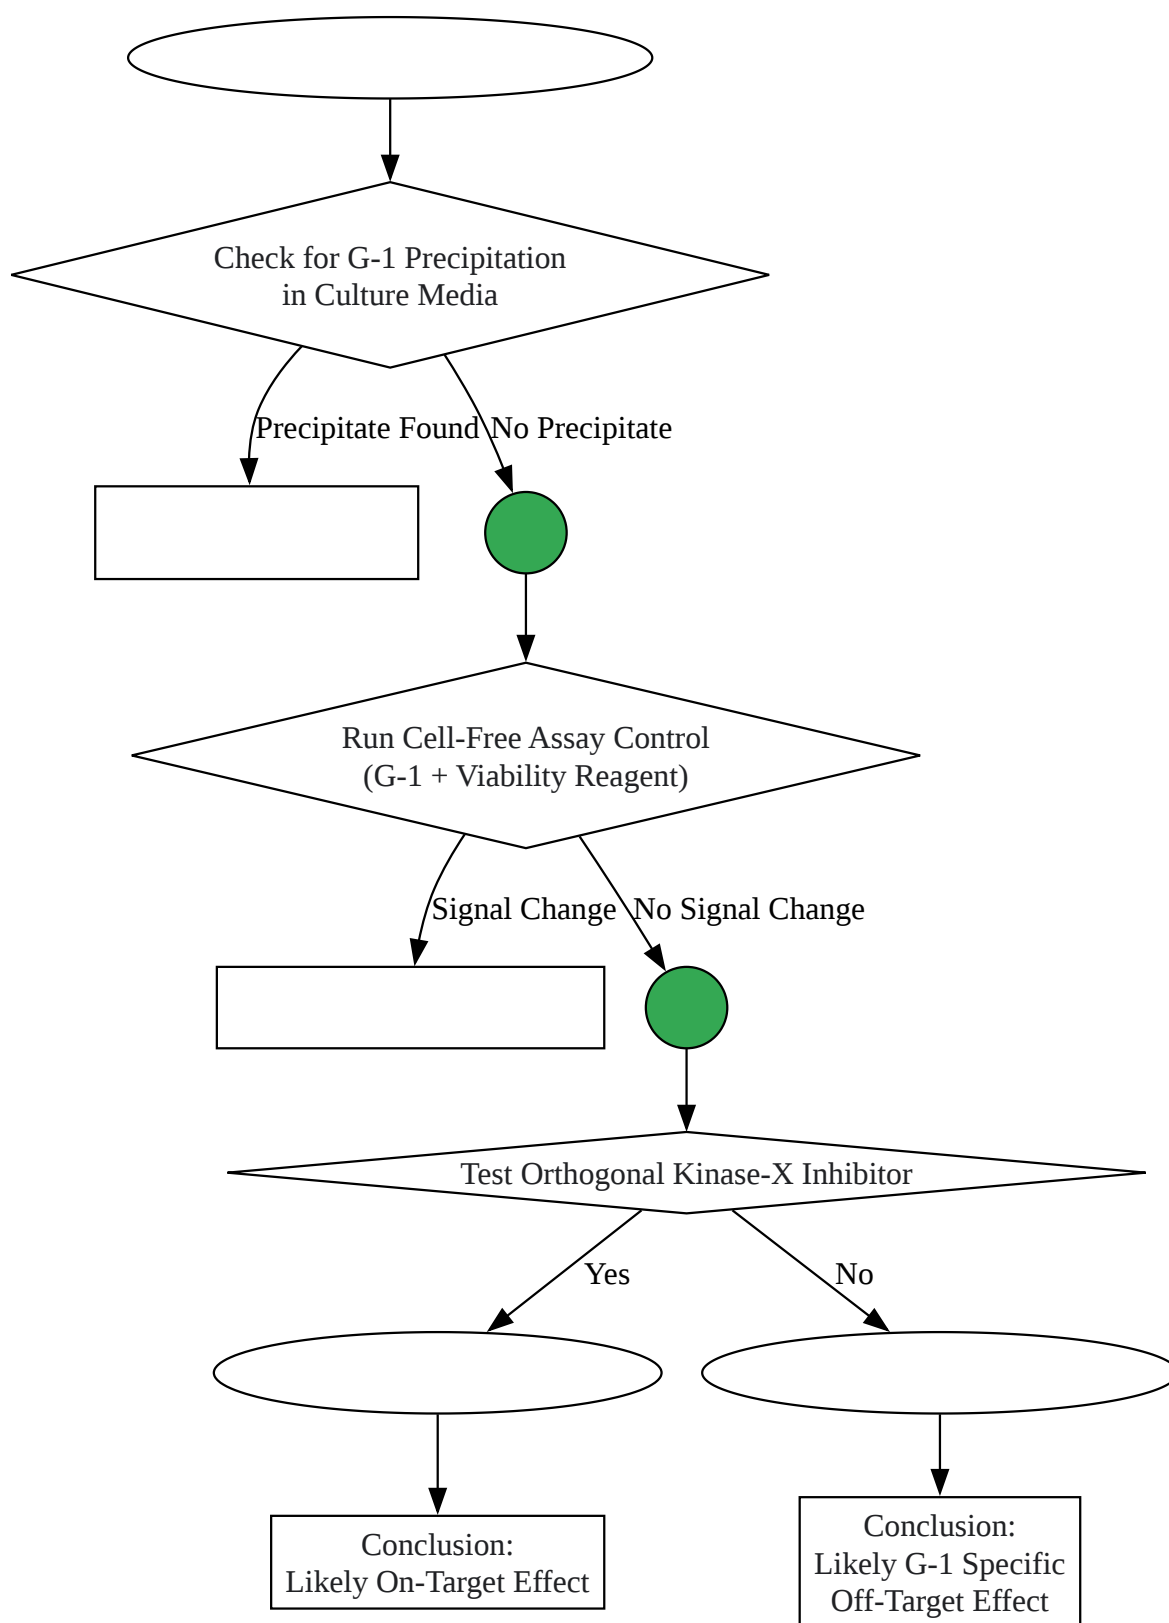 Check for G-1 Precipitation
in Culture Media
Precipitate Found
No Precipitate
Run Cell-Free Assay Control
(G-1 + Viability Reagent)
Signal Change
No Signal Change
Test Orthogonal Kinase-X Inhibitor
Yes
No
Conclusion:
Likely On-Target Effect
Conclusion:
Likely G-1 Specific
Off-Target Effect